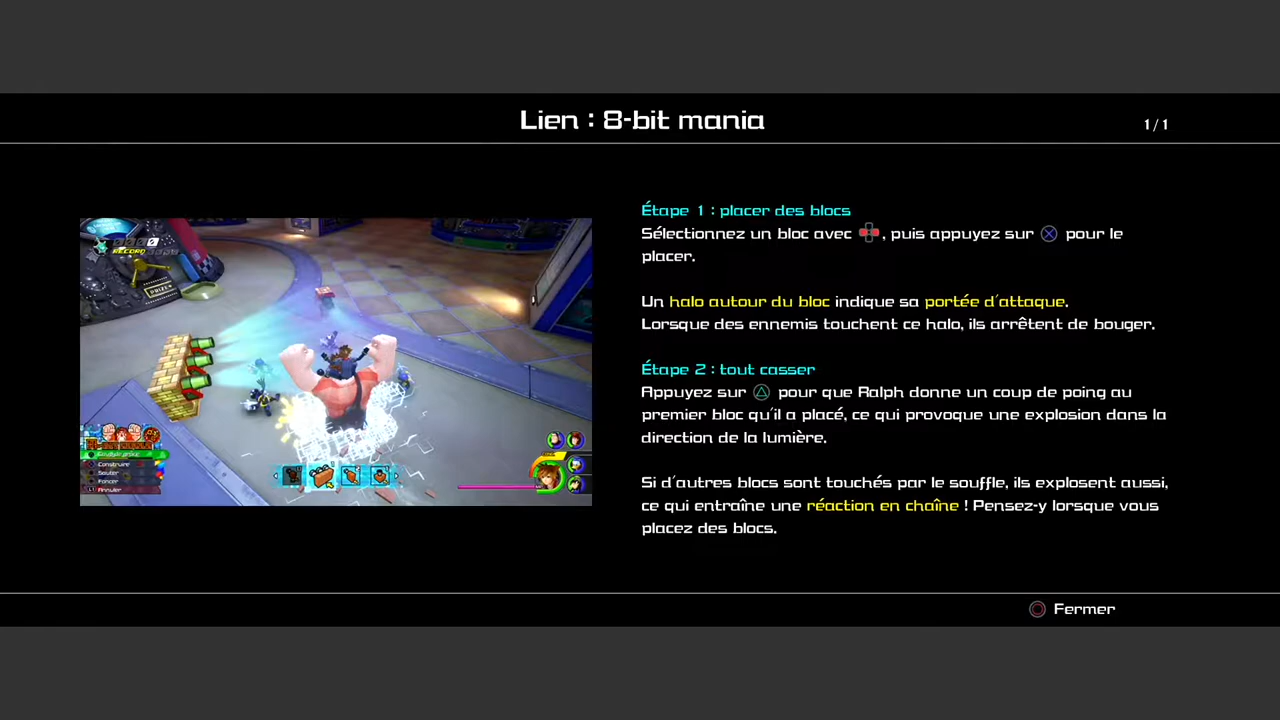 Lien : 8-bit mania
1/1
Étape 1 : placer des blocs
Sélectionnez un bloc avec , puis appuyez sur pour le
placer.
Un halo autour du bloc indique sa portée d'attaque.
Lorsque des ennemis touchent ce halo, ils arrêtent de bouger.
Étape 2 : tout casser
Appuyez sur pour que Ralph donne un coup de poing au
premier bloc qu'il a placé, ce qui provoque une explosion dans la
direction de la lumière.
Si d'autres blocs sont touchés par le souffle, ils explosent aussi,
ce qui entraîne une réaction en chaîne ! Pensez-y lorsque vous
placez des blocs.
RECORD
Construire
Sauter
Foncer
Annuler
Fermer